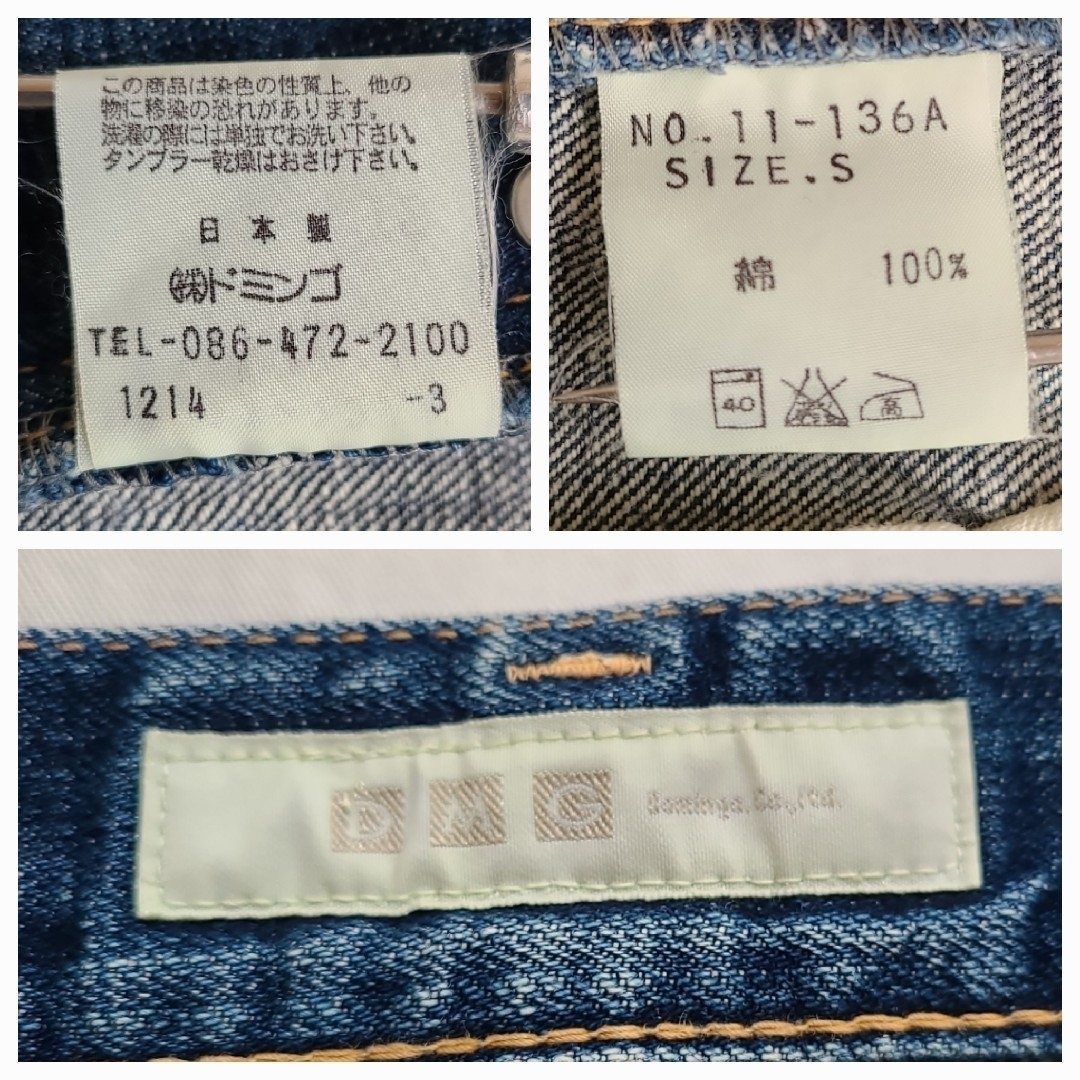 この商品は染色の性質上、他の
物に移染の恐れがあります。
洗濯の際には単独でお洗い下さい。
タンブラー乾燥はおさけ下さい。
日本製
㈱ドミンゴ
TEL-086-472-2100
1214 -3
NO.11-136A
SIZE.S
綿 100%
40 高
D M G Domingo.Co.,Ltd.